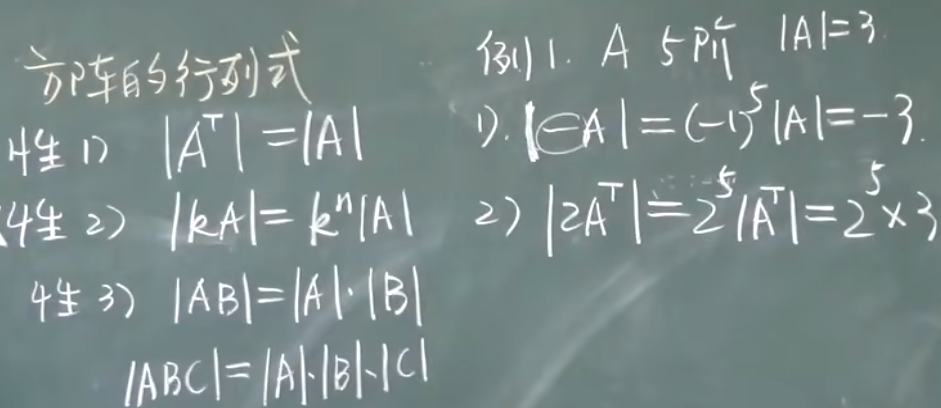 方阵的行列式
性1) |Aᵀ|=|A|
性2) |kA|=kⁿ|A|
性3) |AB|=|A|·|B|
|ABC|=|A|·|B|·|C|
例1. A 5阶 |A|=3.
1). |-A|=(-1)⁵|A|=-3.
2) |2Aᵀ|=2⁵|Aᵀ|=2⁵×3